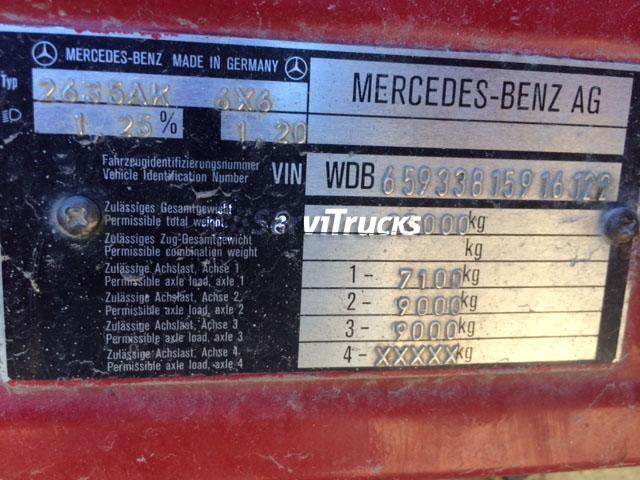 MERCEDES-BENZ MADE IN GERMANY
MERCEDES-BENZ AG
Typ 2635AK 6X6
1,25% 1,20
Fahrzeugidentifizierungsnummer
Vehicle Identification Number VIN WDB 65933815916122
Zulässiges Gesamtgewicht
Permissible total weight 000 kg
ServiTrucks
Zulässiges Zug-Gesamtgewicht
Permissible combination weight kg
Zulässige Achslast, Achse 1
Permissible axle load, axle 1 1- 7100 kg
Zulässige Achslast, Achse 2
Permissible axle load, axle 2 2- 9000 kg
Zulässige Achslast, Achse 3
Permissible axle load, axle 3 3- 9000 kg
Zulässige Achslast, Achse 4
Permissible axle load, axle 4 4- XXXXX kg